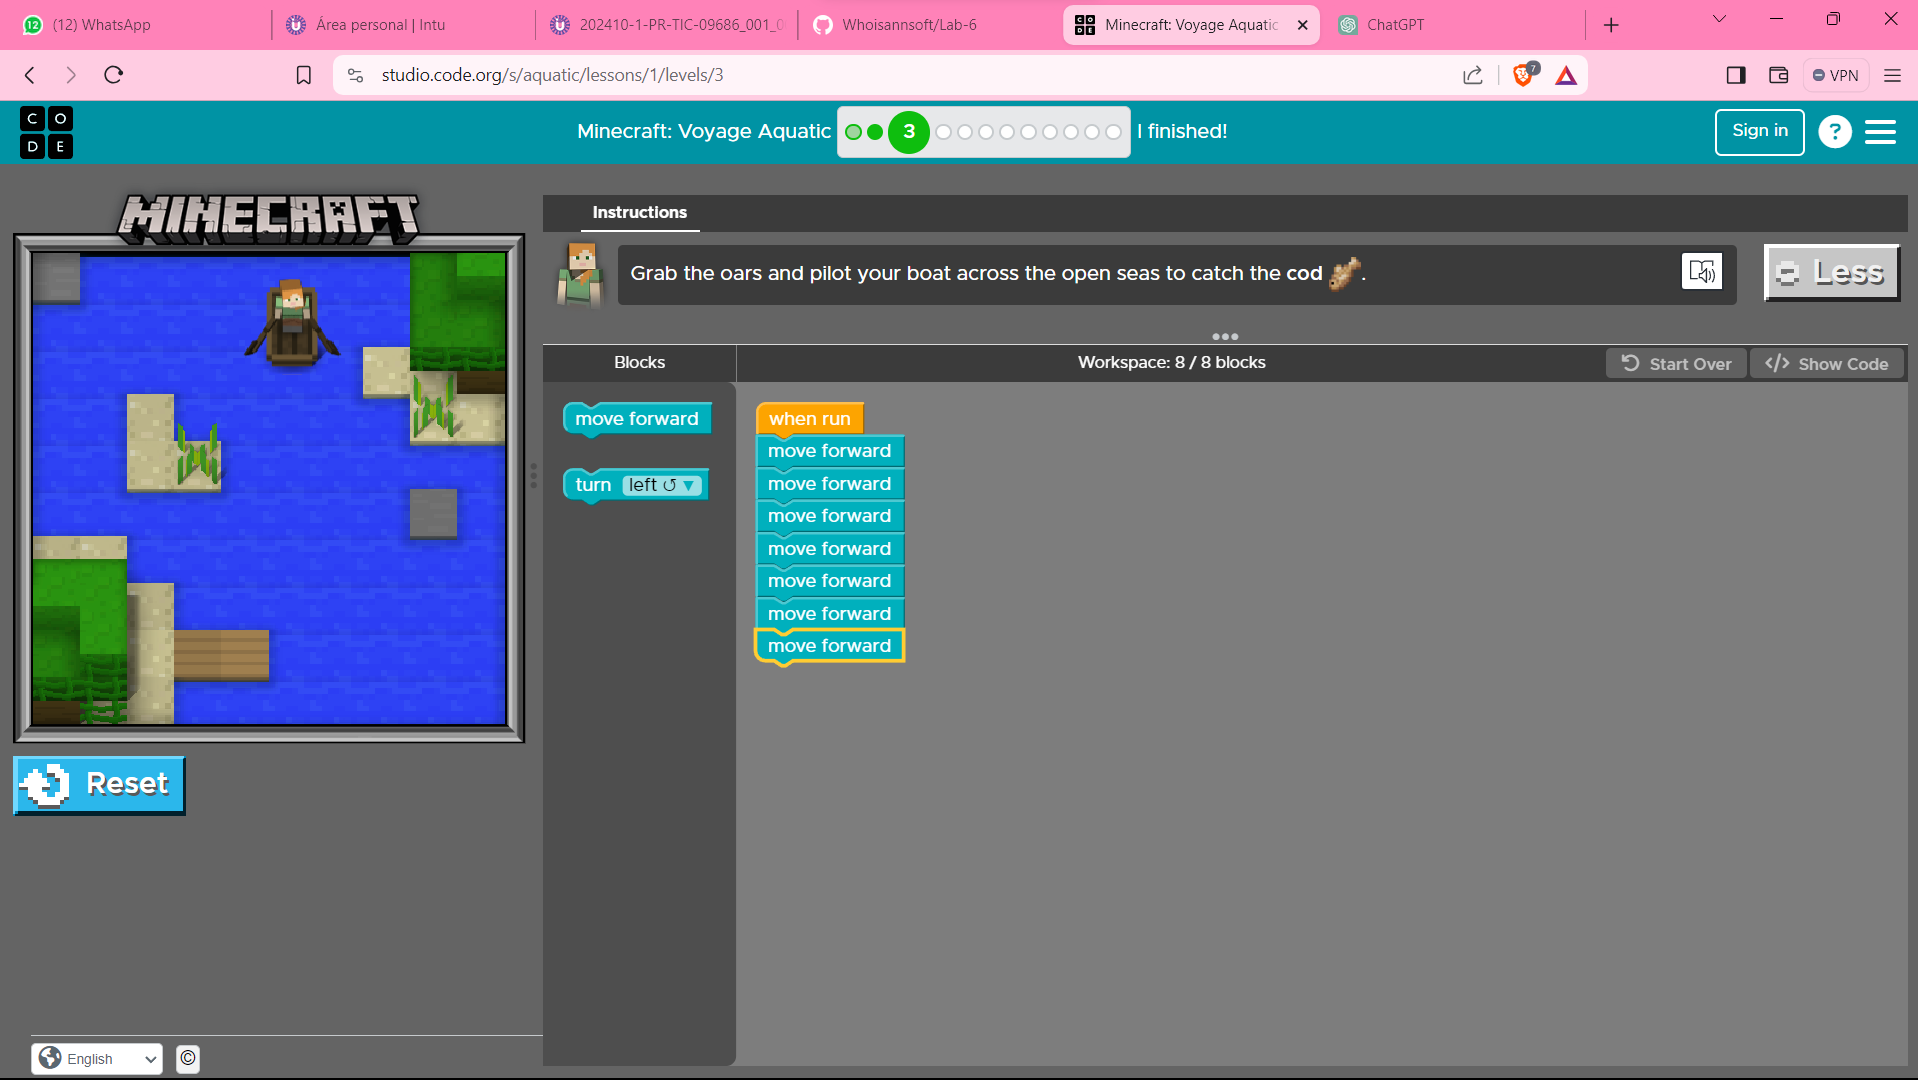 (12) WhatsApp
Área personal | Intu
202410-1-PR-TIC-09686_001_0
Whoisannsoft/Lab-6
Minecraft: Voyage Aquatic
ChatGPT
studio.code.org/s/aquatic/lessons/1/levels/3
7
VPN
C O D E
Minecraft: Voyage Aquatic
3
I finished!
Sign in
?
MINECRAFT
Instructions
Grab the oars and pilot your boat across the open seas to catch the cod .
Less
Blocks
Workspace: 8 / 8 blocks
Start Over
</> Show Code
move forward
turn left ↺ ▼
when run
move forward
move forward
move forward
move forward
move forward
move forward
move forward
Reset
English
©